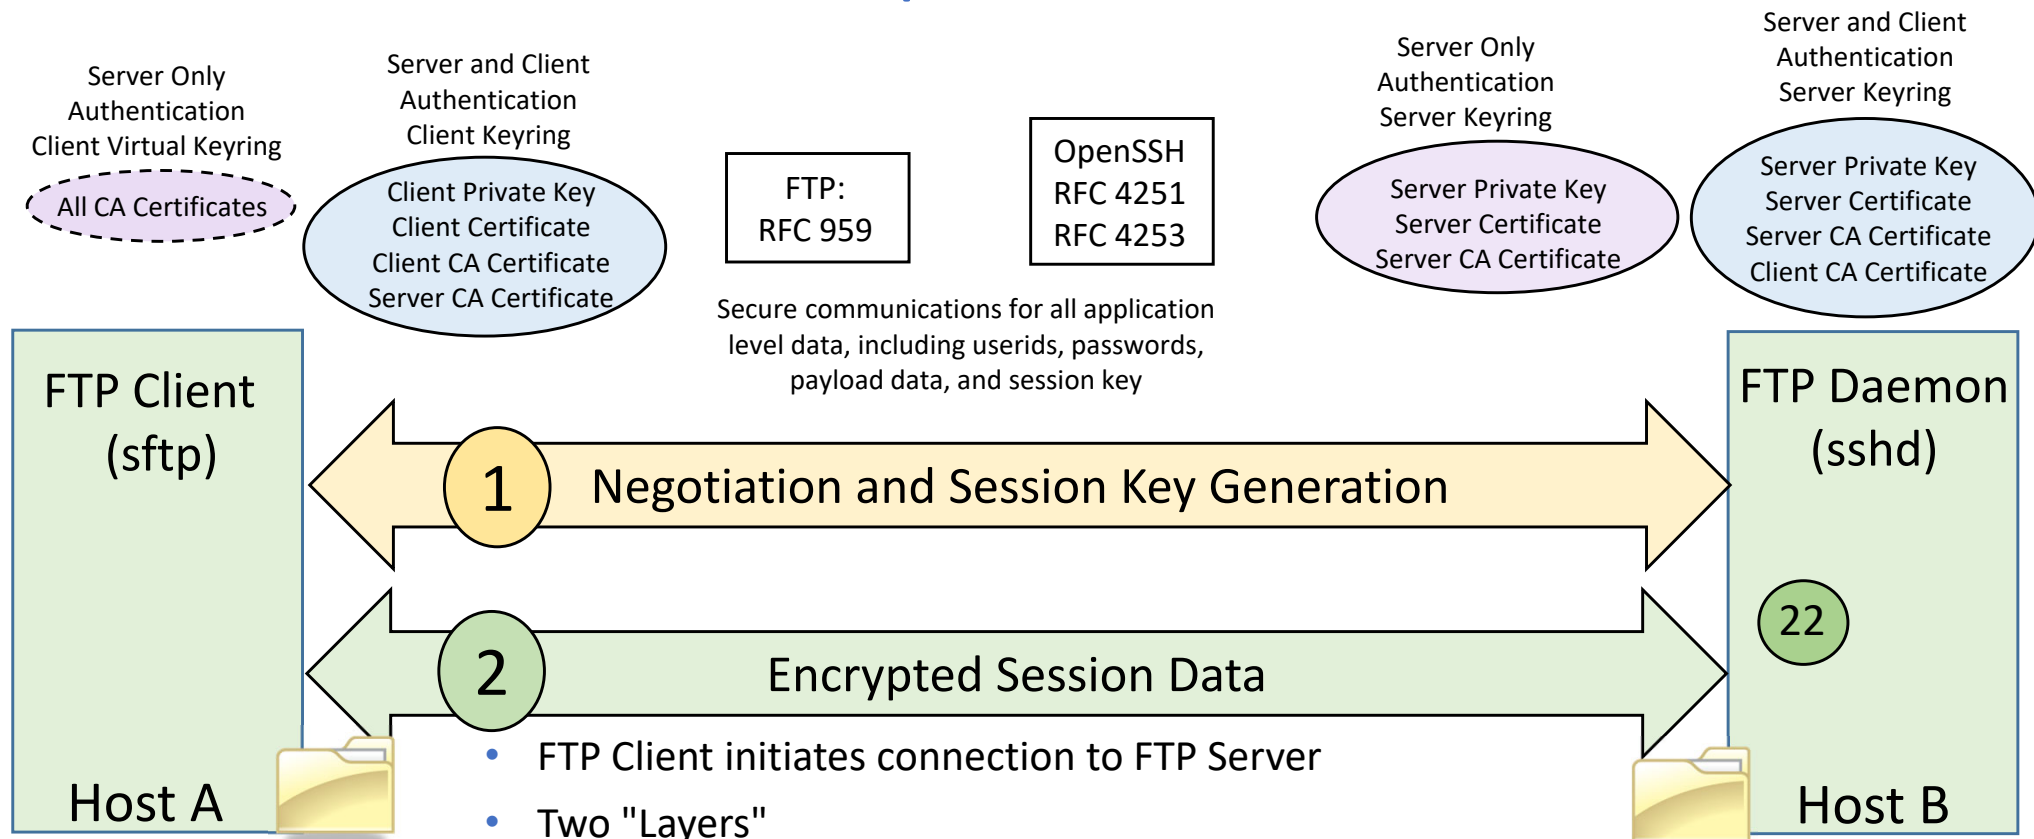 Server Only
Authentication
Client Virtual Keyring
All CA Certificates
Server and Client
Authentication
Client Keyring
Client Private Key
Client Certificate
Client CA Certificate
Server CA Certificate
FTP:
RFC 959
OpenSSH
RFC 4251
RFC 4253
Server Only
Authentication
Server Keyring
Server Private Key
Server Certificate
Server CA Certificate
Server and Client
Authentication
Server Keyring
Server Private Key
Server Certificate
Server CA Certificate
Client CA Certificate
Secure communications for all application
level data, including userids, passwords,
payload data, and session key
FTP Client
(sftp)
FTP Daemon
(sshd)
1 Negotiation and Session Key Generation
22
2 Encrypted Session Data
• FTP Client initiates connection to FTP Server
• Two "Layers"
Host A
Host B